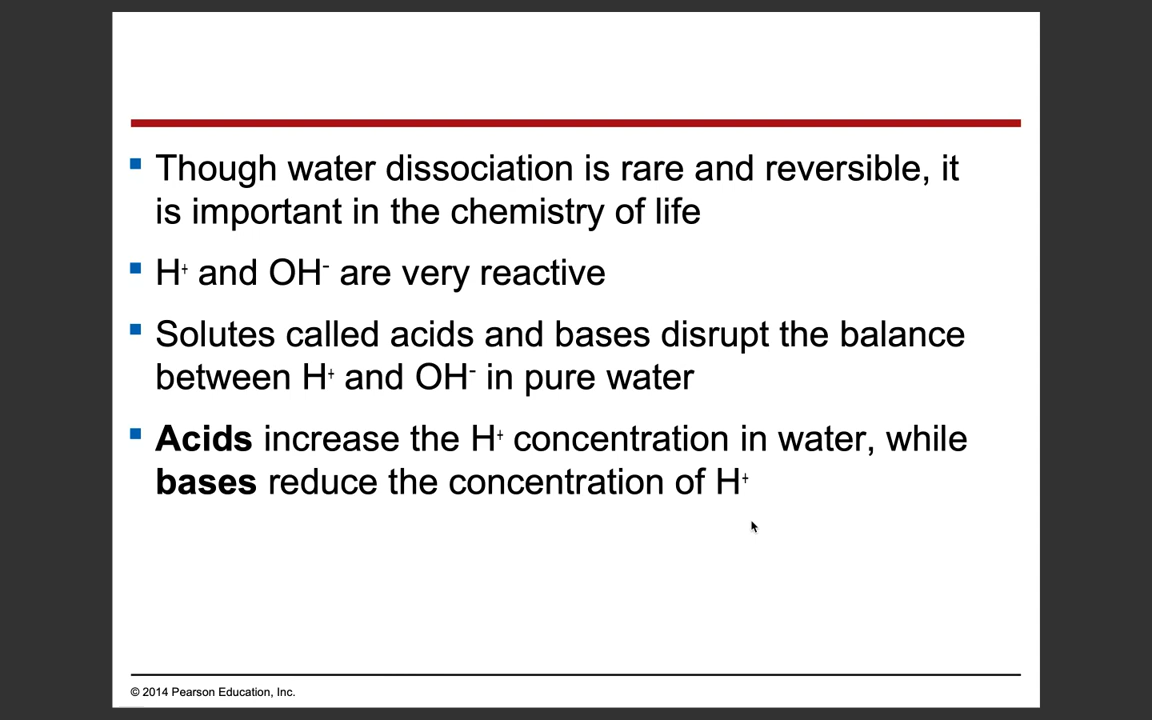 ▪ Though water dissociation is rare and reversible, it
is important in the chemistry of life
▪ H⁺ and OH⁻ are very reactive
▪ Solutes called acids and bases disrupt the balance
between H⁺ and OH⁻ in pure water
▪ Acids increase the H⁺ concentration in water, while
bases reduce the concentration of H⁺
© 2014 Pearson Education, Inc.